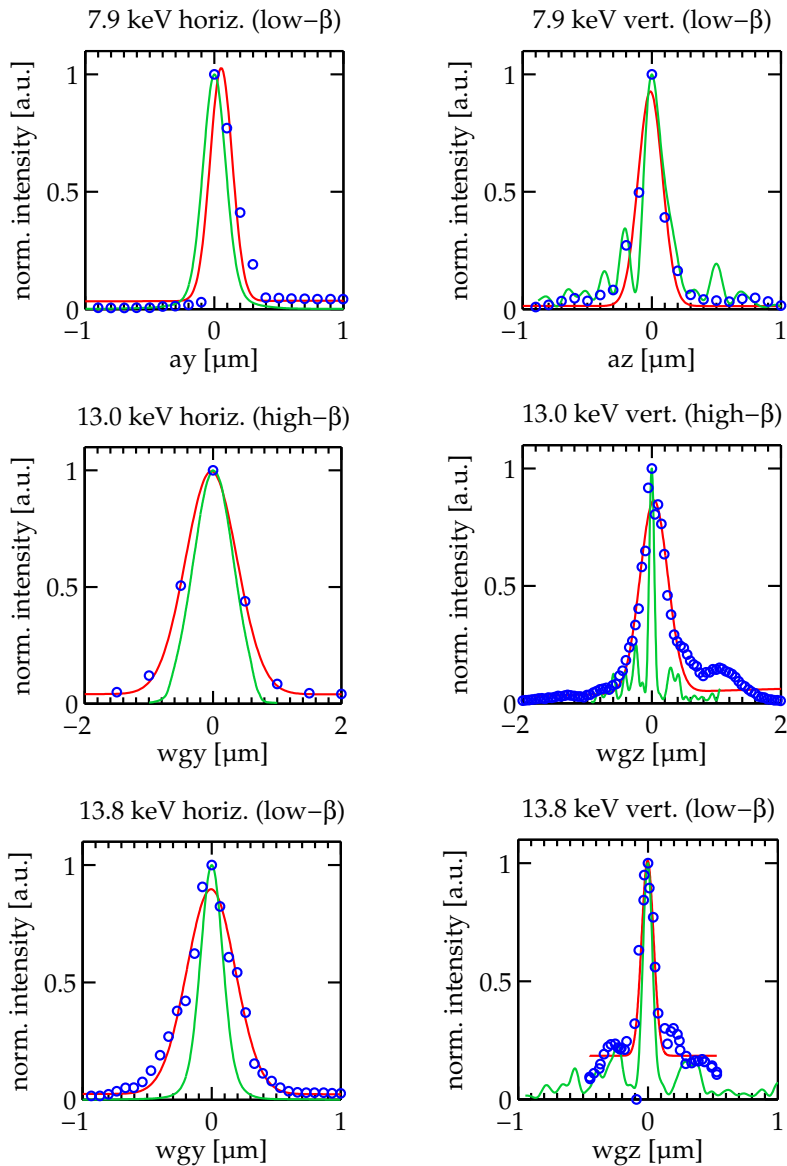 7.9 keV horiz. (low−β)
norm. intensity [a.u.]
1
0.5
0
−1
0
1
ay [µm]
7.9 keV vert. (low−β)
norm. intensity [a.u.]
1
0.5
0
−1
0
1
az [µm]
13.0 keV horiz. (high−β)
norm. intensity [a.u.]
1
0.5
0
−2
0
2
wgy [µm]
13.0 keV vert. (high−β)
norm. intensity [a.u.]
1
0.5
0
−2
0
2
wgz [µm]
13.8 keV horiz. (low−β)
norm. intensity [a.u.]
1
0.5
0
−1
0
1
wgy [µm]
13.8 keV vert. (low−β)
norm. intensity [a.u.]
1
0.5
0
−1
0
1
wgz [µm]